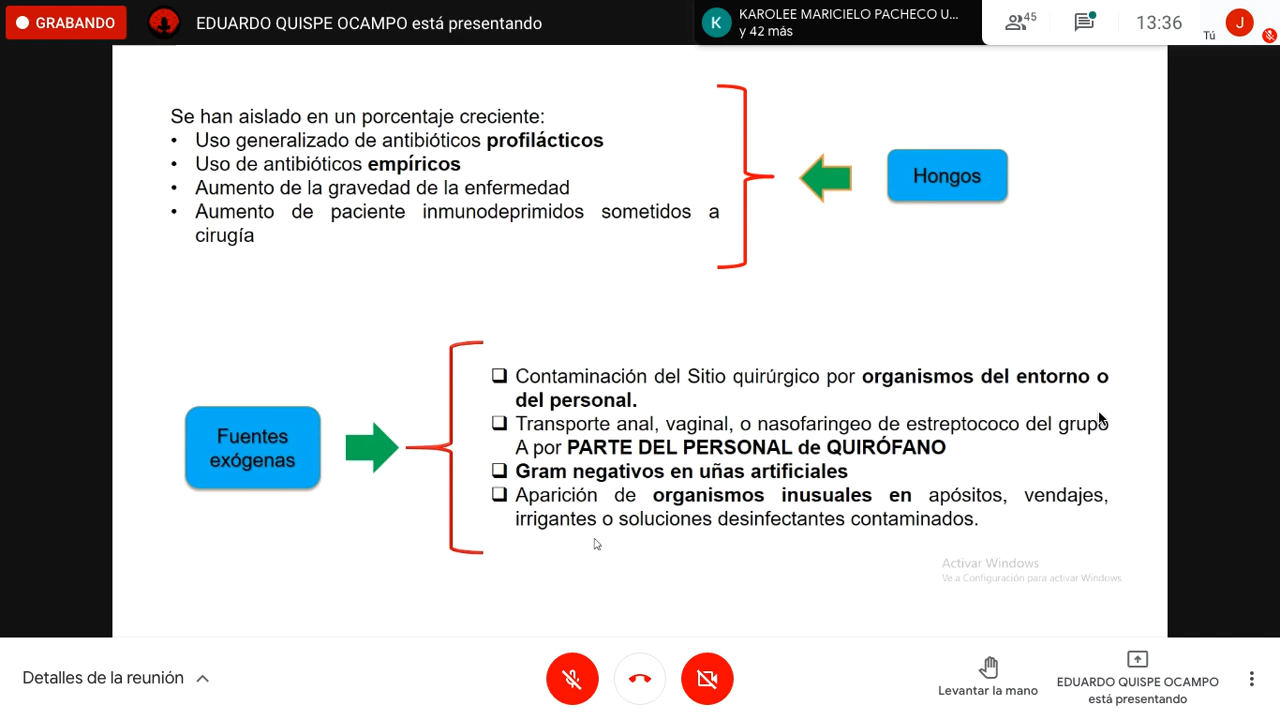 GRABANDO
EDUARDO QUISPE OCAMPO está presentando
K
KAROLEE MARICIELO PACHECO U...
y 42 más
45
13:36
Tú
J
Se han aislado en un porcentaje creciente:
• Uso generalizado de antibióticos profilácticos
• Uso de antibióticos empíricos
• Aumento de la gravedad de la enfermedad
• Aumento de paciente inmunodeprimidos sometidos a
cirugía
Hongos
Fuentes
exógenas
❑ Contaminación del Sitio quirúrgico por organismos del entorno o
del personal.
❑ Transporte anal, vaginal, o nasofaringeo de estreptococo del grupo
A por PARTE DEL PERSONAL de QUIRÓFANO
❑ Gram negativos en uñas artificiales
❑ Aparición de organismos inusuales en apósitos, vendajes,
irrigantes o soluciones desinfectantes contaminados.
Activar Windows
Ve a Configuración para activar Windows.
Detalles de la reunión
Levantar la mano
EDUARDO QUISPE OCAMPO
está presentando